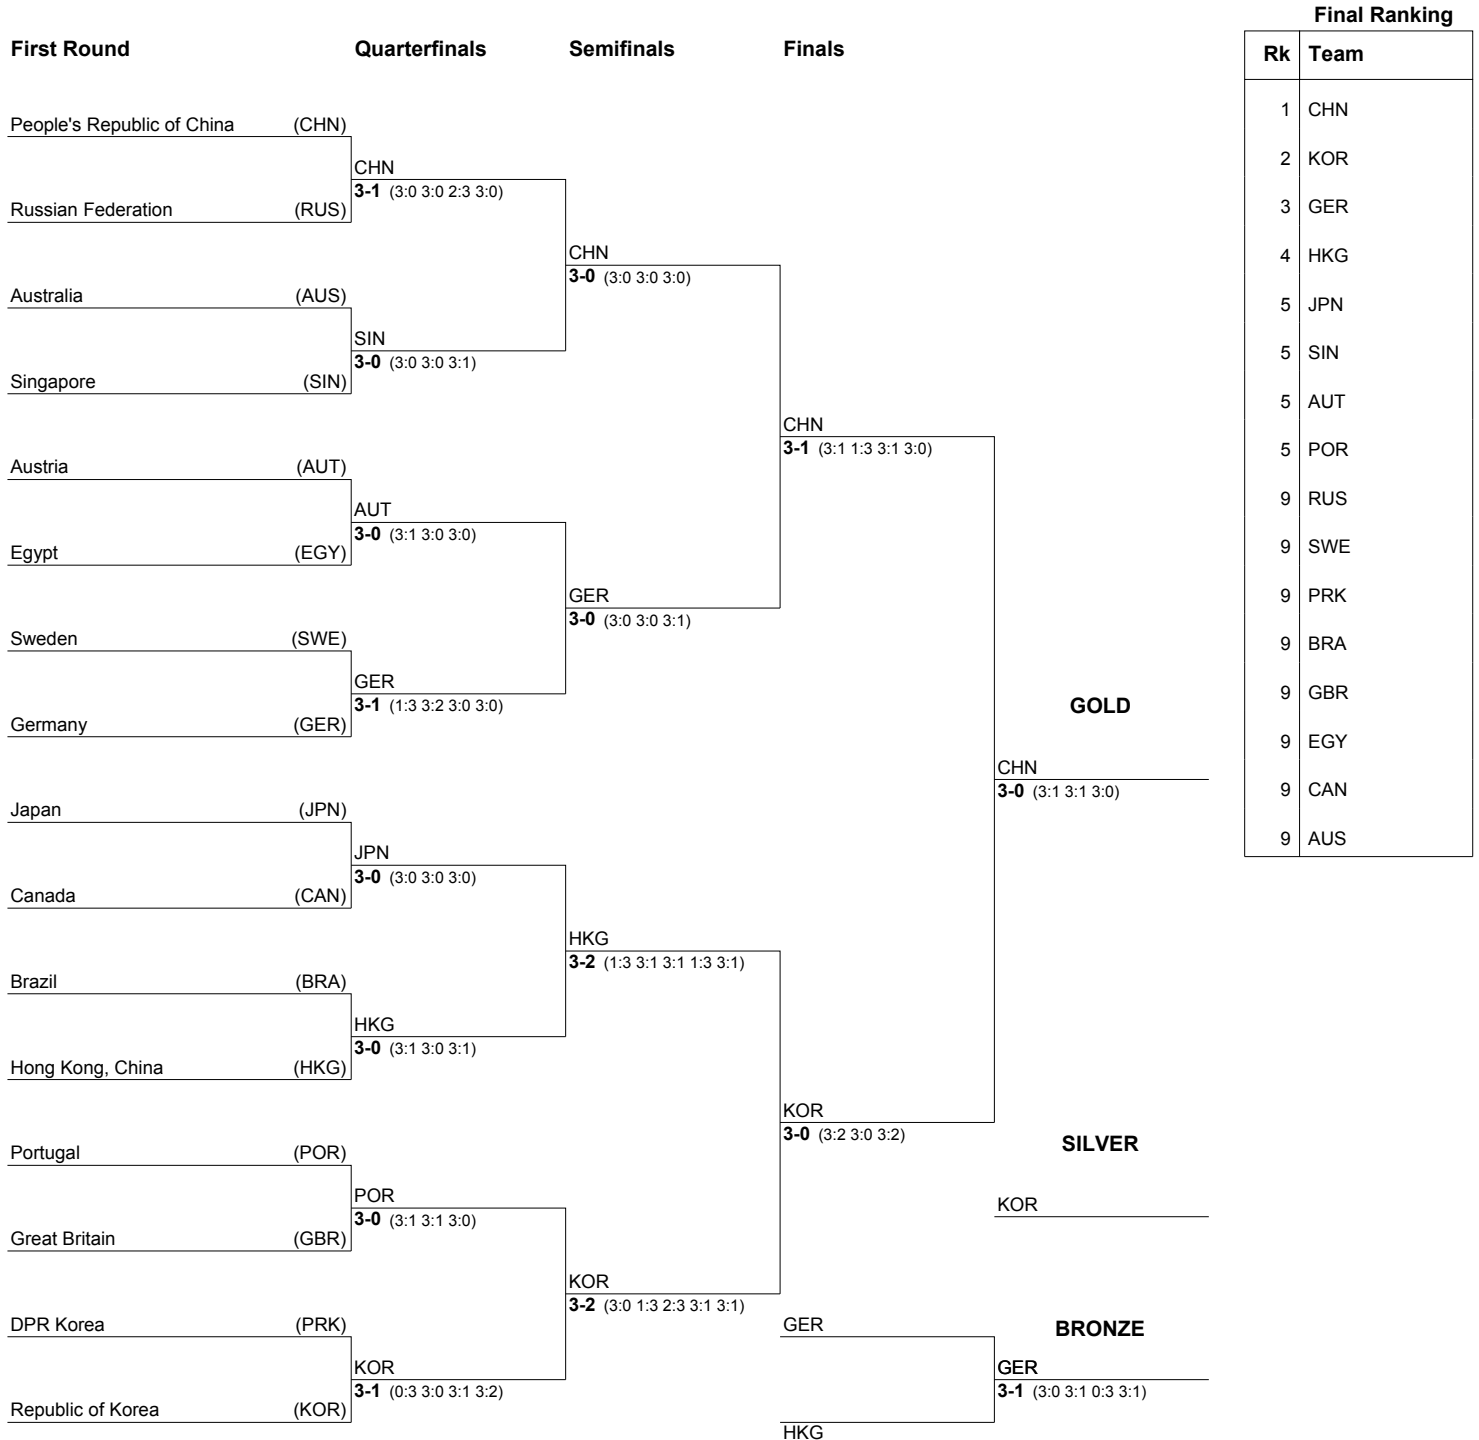 Final Ranking
First Round Quarterfinals Semifinals Finals
Rk Team
1 CHN
2 KOR
3 GER
4 HKG
5 JPN
5 SIN
5 AUT
5 POR
9 RUS
9 SWE
9 PRK
9 BRA
9 GBR
9 EGY
9 CAN
9 AUS
People's Republic of China (CHN)
Russian Federation (RUS)
Australia (AUS)
Singapore (SIN)
Austria (AUT)
Egypt (EGY)
Sweden (SWE)
Germany (GER)
Japan (JPN)
Canada (CAN)
Brazil (BRA)
Hong Kong, China (HKG)
Portugal (POR)
Great Britain (GBR)
DPR Korea (PRK)
Republic of Korea (KOR)
CHN
3-1 (3:0 3:0 2:3 3:0)
SIN
3-0 (3:0 3:0 3:1)
AUT
3-0 (3:1 3:0 3:0)
GER
3-1 (1:3 3:2 3:0 3:0)
JPN
3-0 (3:0 3:0 3:0)
HKG
3-0 (3:1 3:0 3:1)
POR
3-0 (3:1 3:1 3:0)
KOR
3-1 (0:3 3:0 3:1 3:2)
CHN
3-0 (3:0 3:0 3:0)
GER
3-0 (3:0 3:0 3:1)
HKG
3-2 (1:3 3:1 3:1 1:3 3:1)
KOR
3-2 (3:0 1:3 2:3 3:1 3:1)
CHN
3-1 (3:1 1:3 3:1 3:0)
KOR
3-0 (3:2 3:0 3:2)
GER
HKG
GOLD
CHN
3-0 (3:1 3:1 3:0)
SILVER
KOR
BRONZE
GER
3-1 (3:0 3:1 0:3 3:1)